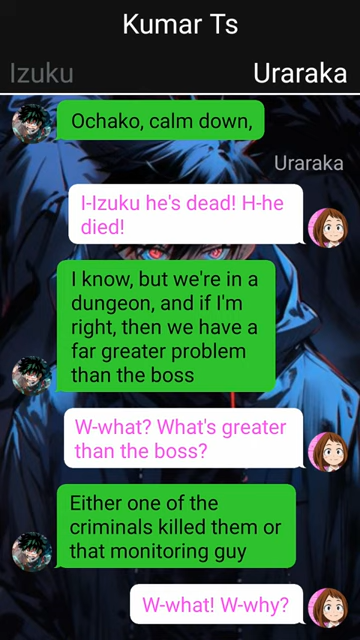 Kumar Ts
Izuku
Uraraka
Ochako, calm down,
Uraraka
I-Izuku he's dead! H-he
died!
I know, but we're in a
dungeon, and if I'm
right, then we have a
far greater problem
than the boss
W-what? What's greater
than the boss?
Either one of the
criminals killed them or
that monitoring guy
W-what! W-why?